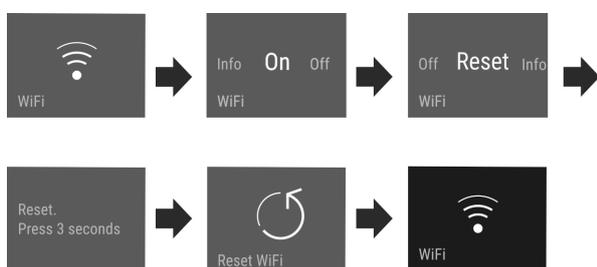 WiFi
Info On Off
WiFi
Off Reset Info
WiFi
Reset.
Press 3 seconds
Reset WiFi
WiFi